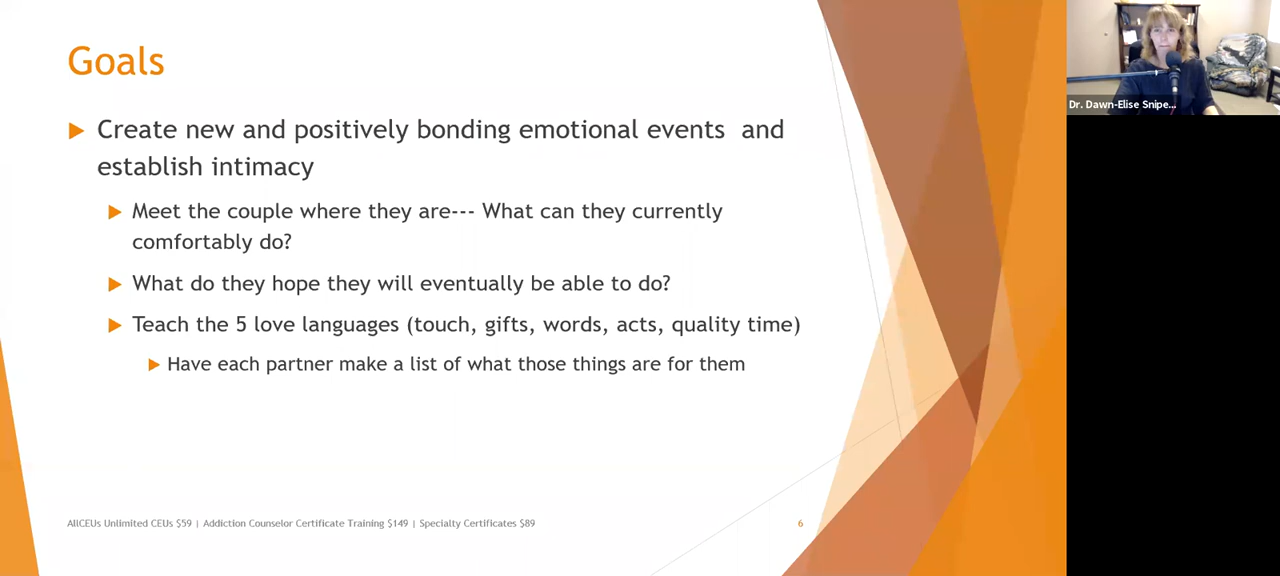 Goals
Create new and positively bonding emotional events and
establish intimacy
Meet the couple where they are--- What can they currently
comfortably do?
What do they hope they will eventually be able to do?
Teach the 5 love languages (touch, gifts, words, acts, quality time)
Have each partner make a list of what those things are for them
AllCEUs Unlimited CEUs $59 | Addiction Counselor Certificate Training $149 | Specialty Certificates $89
6
Dr. Dawn-Elise Snipe...